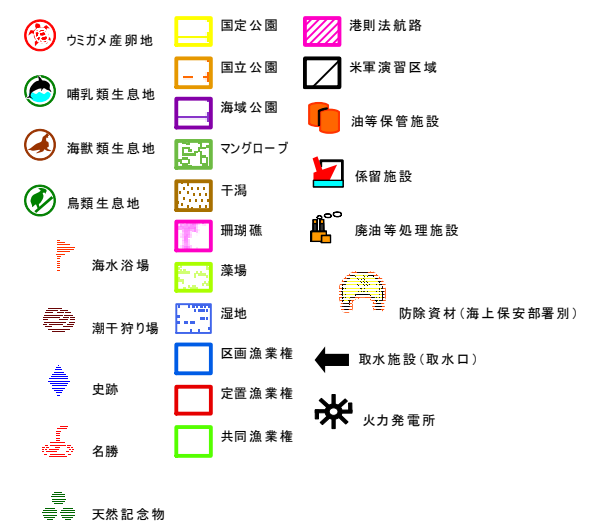 ウミガメ産卵地
哺乳類生息地
海獣類生息地
鳥類生息地
海水浴場
潮干狩り場
史跡
名勝
天然記念物
国定公園
国立公園
海域公園
マングローブ
干潟
珊瑚礁
藻場
湿地
区画漁業権
定置漁業権
共同漁業権
港則法航路
米軍演習区域
油等保管施設
係留施設
廃油等処理施設
防除資材(海上保安部署別)
取水施設(取水口)
火力発電所